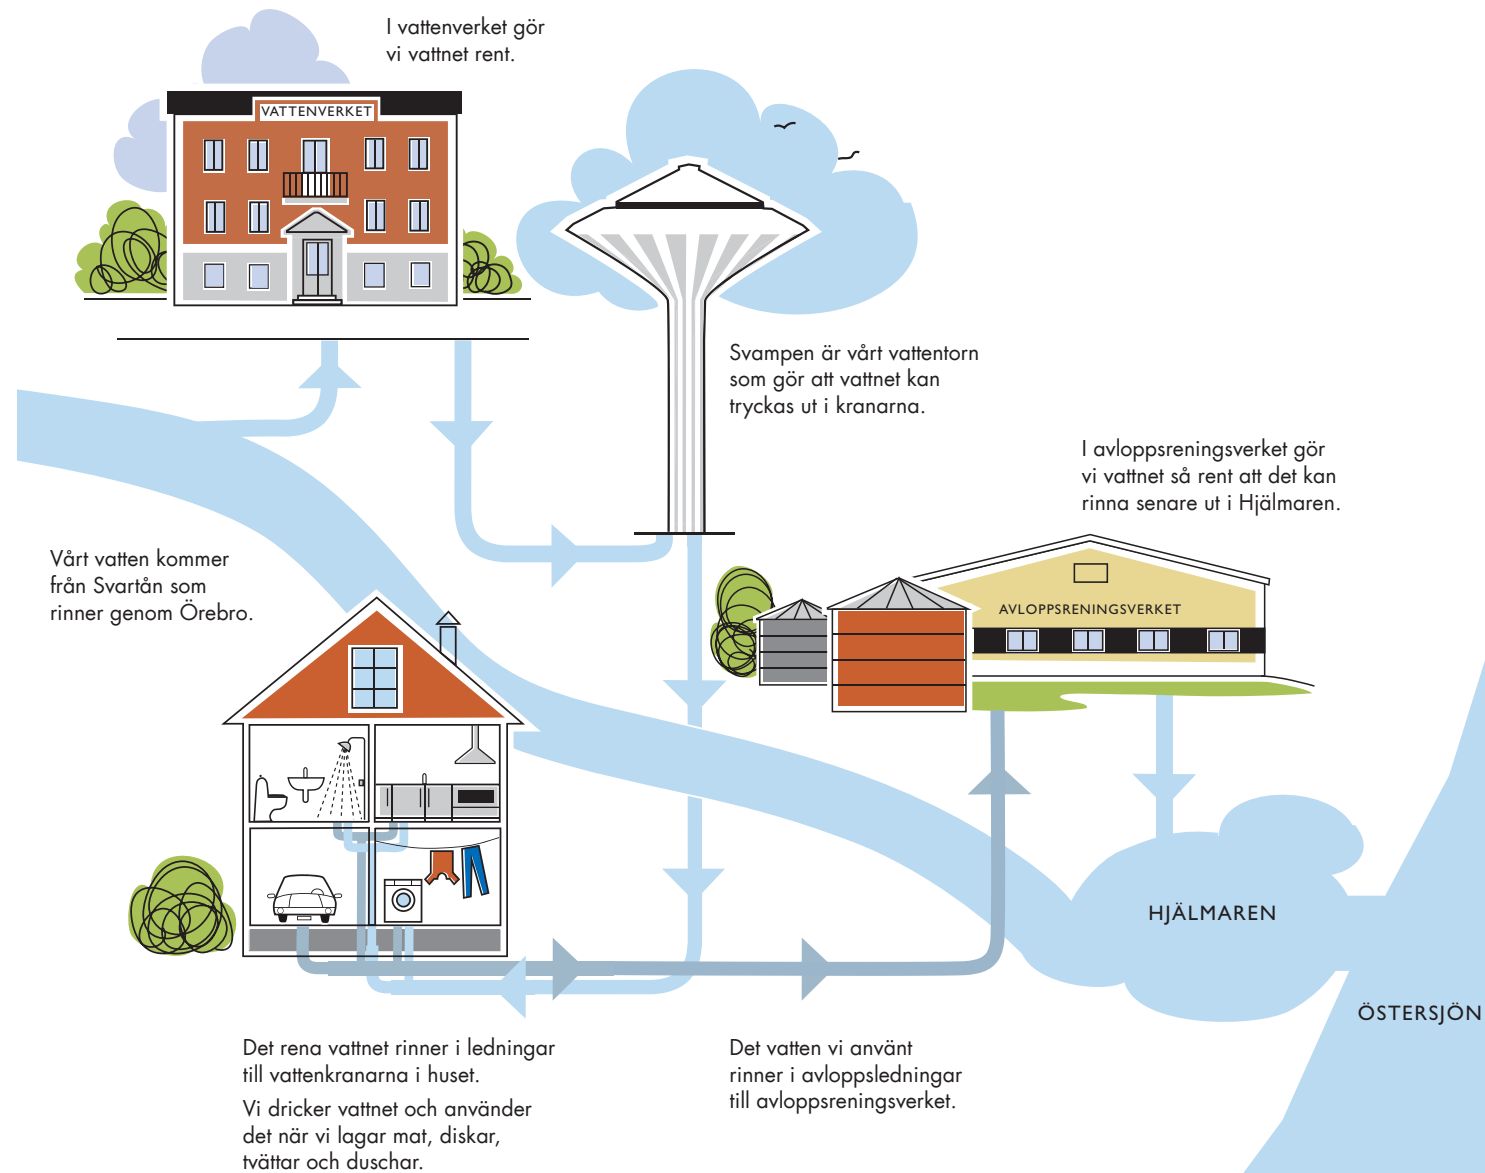 I vattenverket gör
vi vattnet rent.
VATTENVERKET
Svampen är vårt vattentorn
som gör att vattnet kan
tryckas ut i kranarna.
I avloppsreningsverket gör
vi vattnet så rent att det kan
rinna senare ut i Hjälmaren.
Vårt vatten kommer
från Svartån som
rinner genom Örebro.
AVLOPPSRENINGSVERKET
HJÄLMAREN
ÖSTERSJÖN
Det rena vattnet rinner i ledningar
till vattenkranarna i huset.
Vi dricker vattnet och använder
det när vi lagar mat, diskar,
tvättar och duschar.
Det vatten vi använt
rinner i avloppsledningar
till avloppsreningsverket.